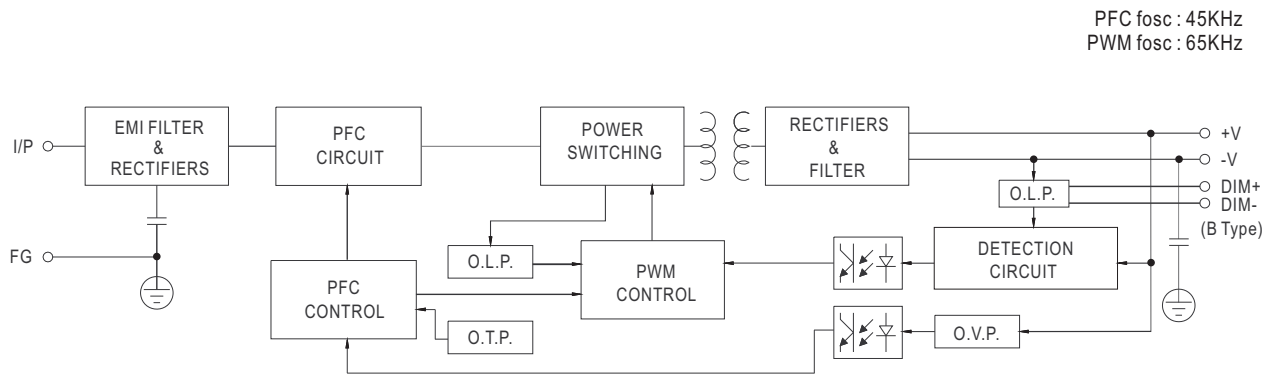 PFC fosc : 45KHz
PWM fosc : 65KHz
I/P
EMI FILTER
&
RECTIFIERS
PFC
CIRCUIT
POWER
SWITCHING
RECTIFIERS
&
FILTER
+V
-V
O.L.P.
DIM+
DIM-
(B Type)
FG
O.L.P.
PFC
CONTROL
PWM
CONTROL
DETECTION
CIRCUIT
O.T.P.
O.V.P.